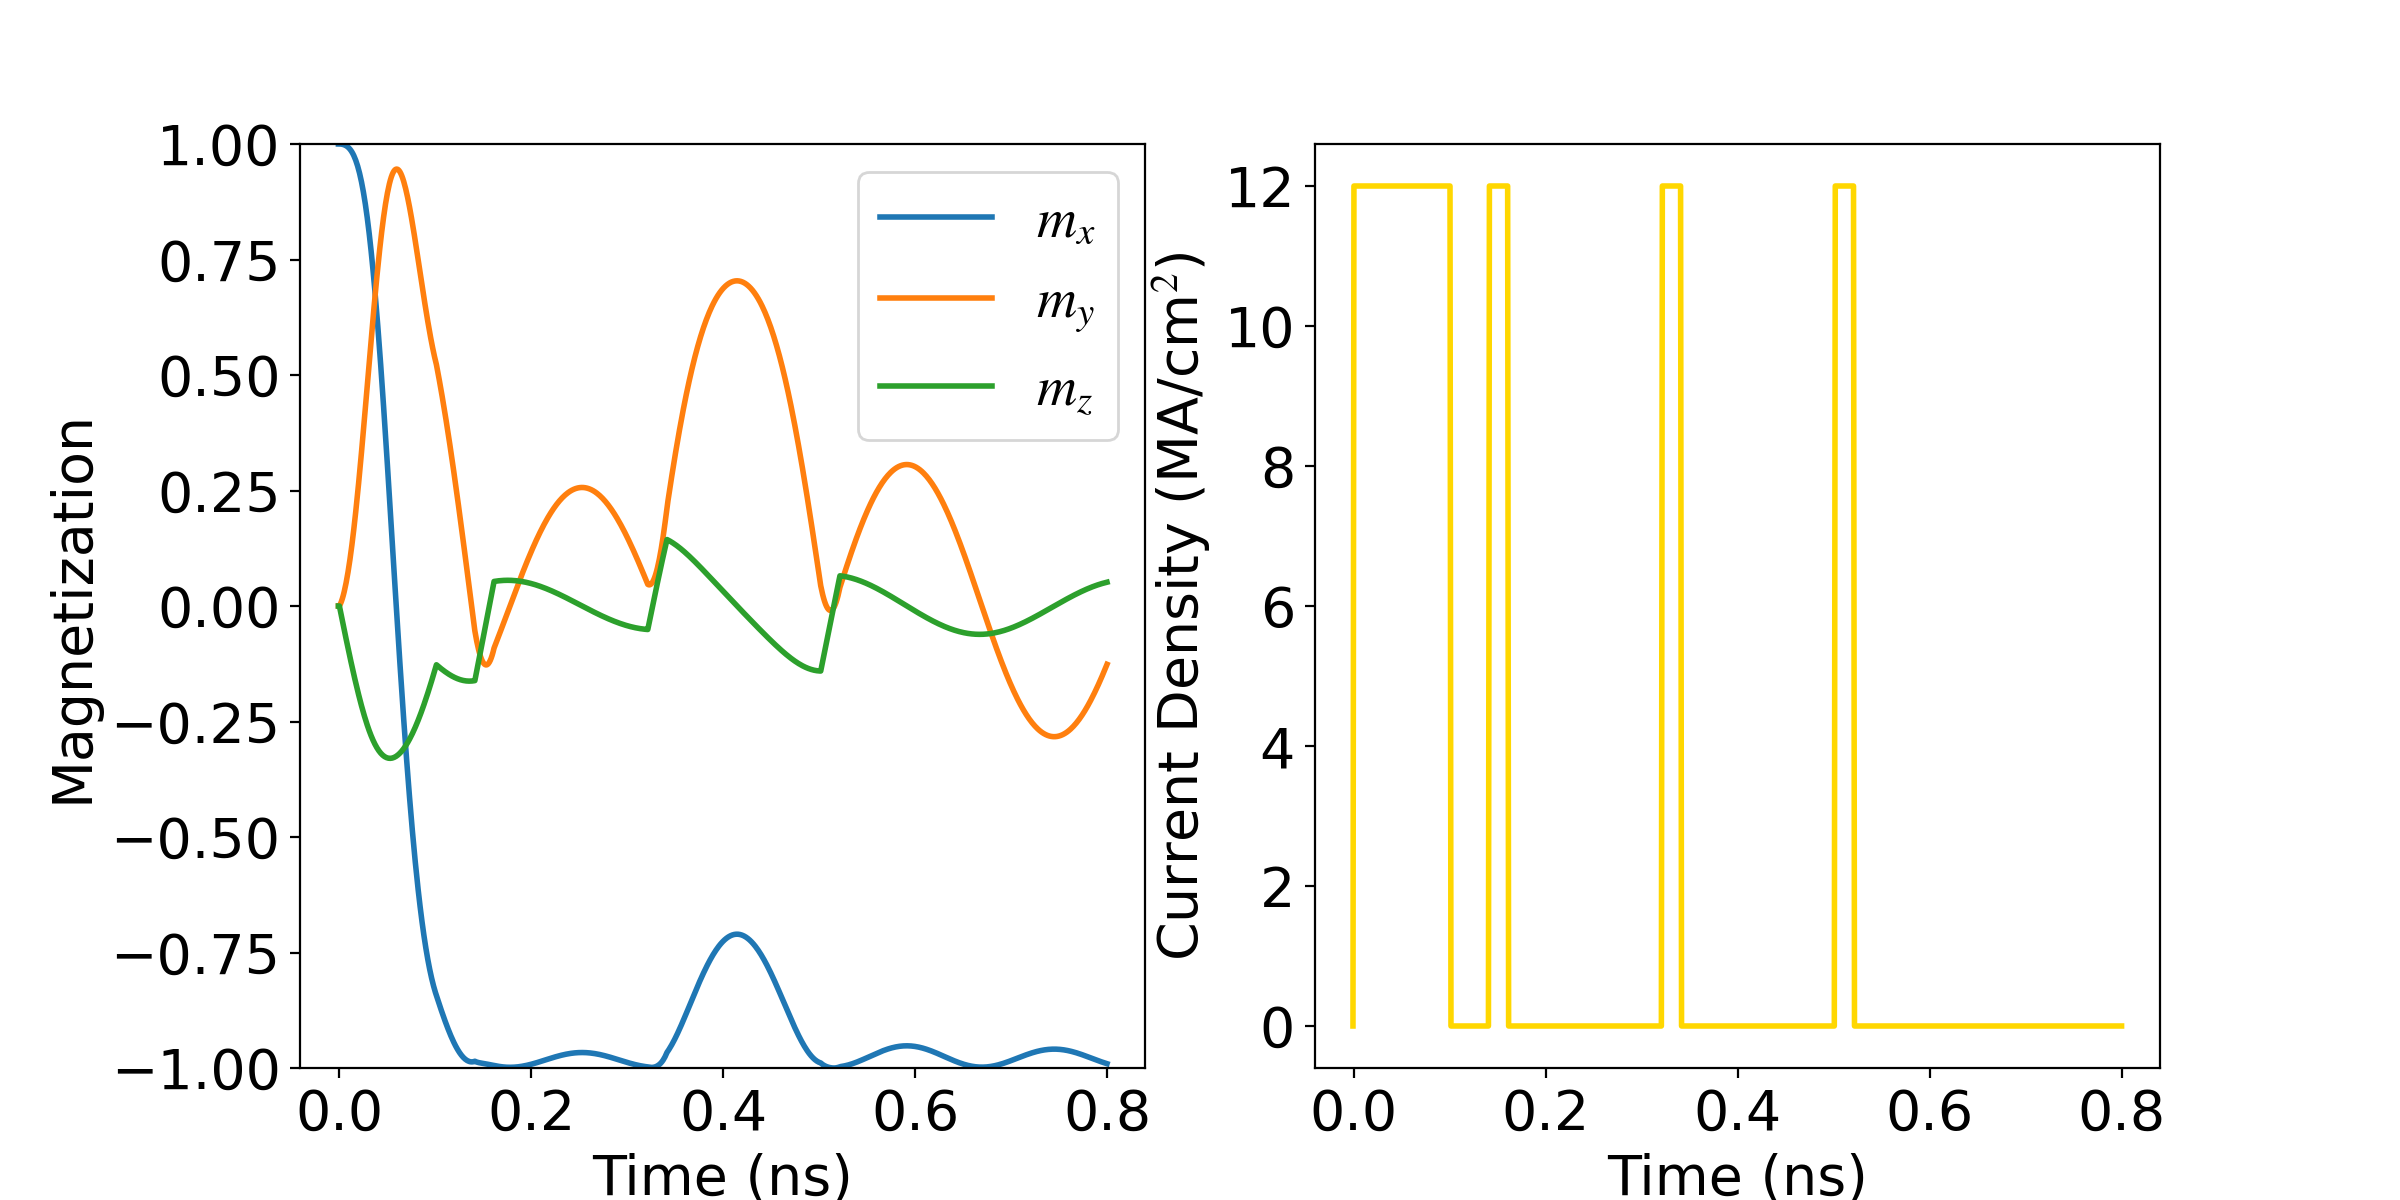 Magnetization
1.00
0.75
0.50
0.25
0.00
−0.25
−0.50
−0.75
−1.00
0.0 0.2 0.4 0.6 0.8
Time (ns)
m_x
m_y
m_z
Current Density (MA/cm²)
12
10
8
6
4
2
0
0.0 0.2 0.4 0.6 0.8
Time (ns)